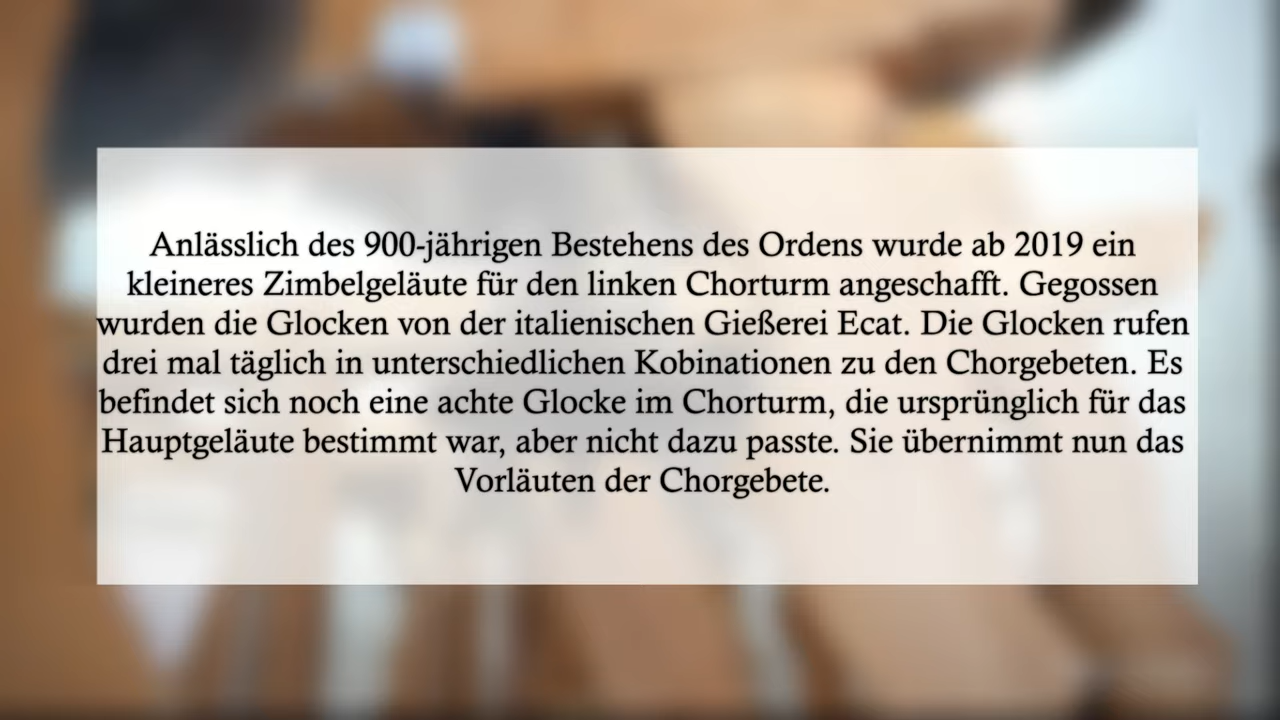 Anlässlich des 900-jährigen Bestehens des Ordens wurde ab 2019 ein
kleineres Zimbelgeläute für den linken Chorturm angeschafft. Gegossen
wurden die Glocken von der italienischen Gießerei Ecat. Die Glocken rufen
drei mal täglich in unterschiedlichen Kobinationen zu den Chorgebeten. Es
befindet sich noch eine achte Glocke im Chorturm, die ursprünglich für das
Hauptgeläute bestimmt war, aber nicht dazu passte. Sie übernimmt nun das
Vorläuten der Chorgebete.